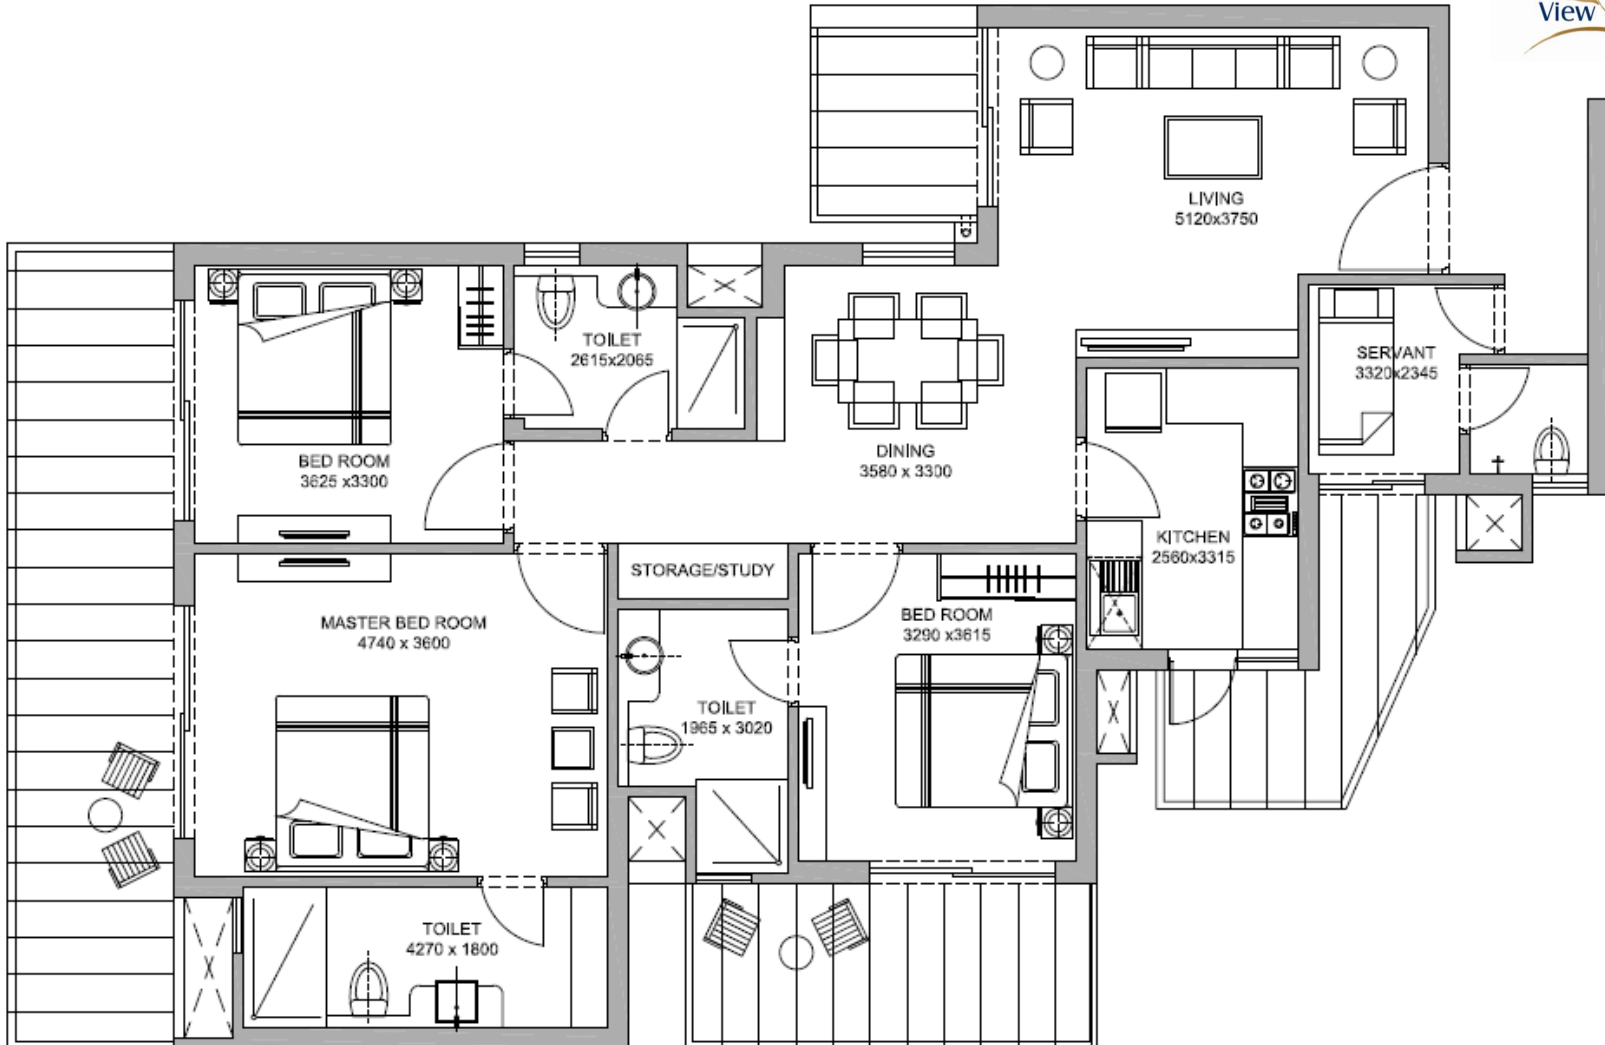 View
LIVING
5120x3750
TOILET
2615x2065
SERVANT
3320x2345
BED ROOM
3625 x3300
DINING
3580 x 3300
KITCHEN
2560x3315
STORAGE/STUDY
MASTER BED ROOM
4740 x 3600
BED ROOM
3290 x3615
TOILET
1965 x 3020
TOILET
4270 x 1800